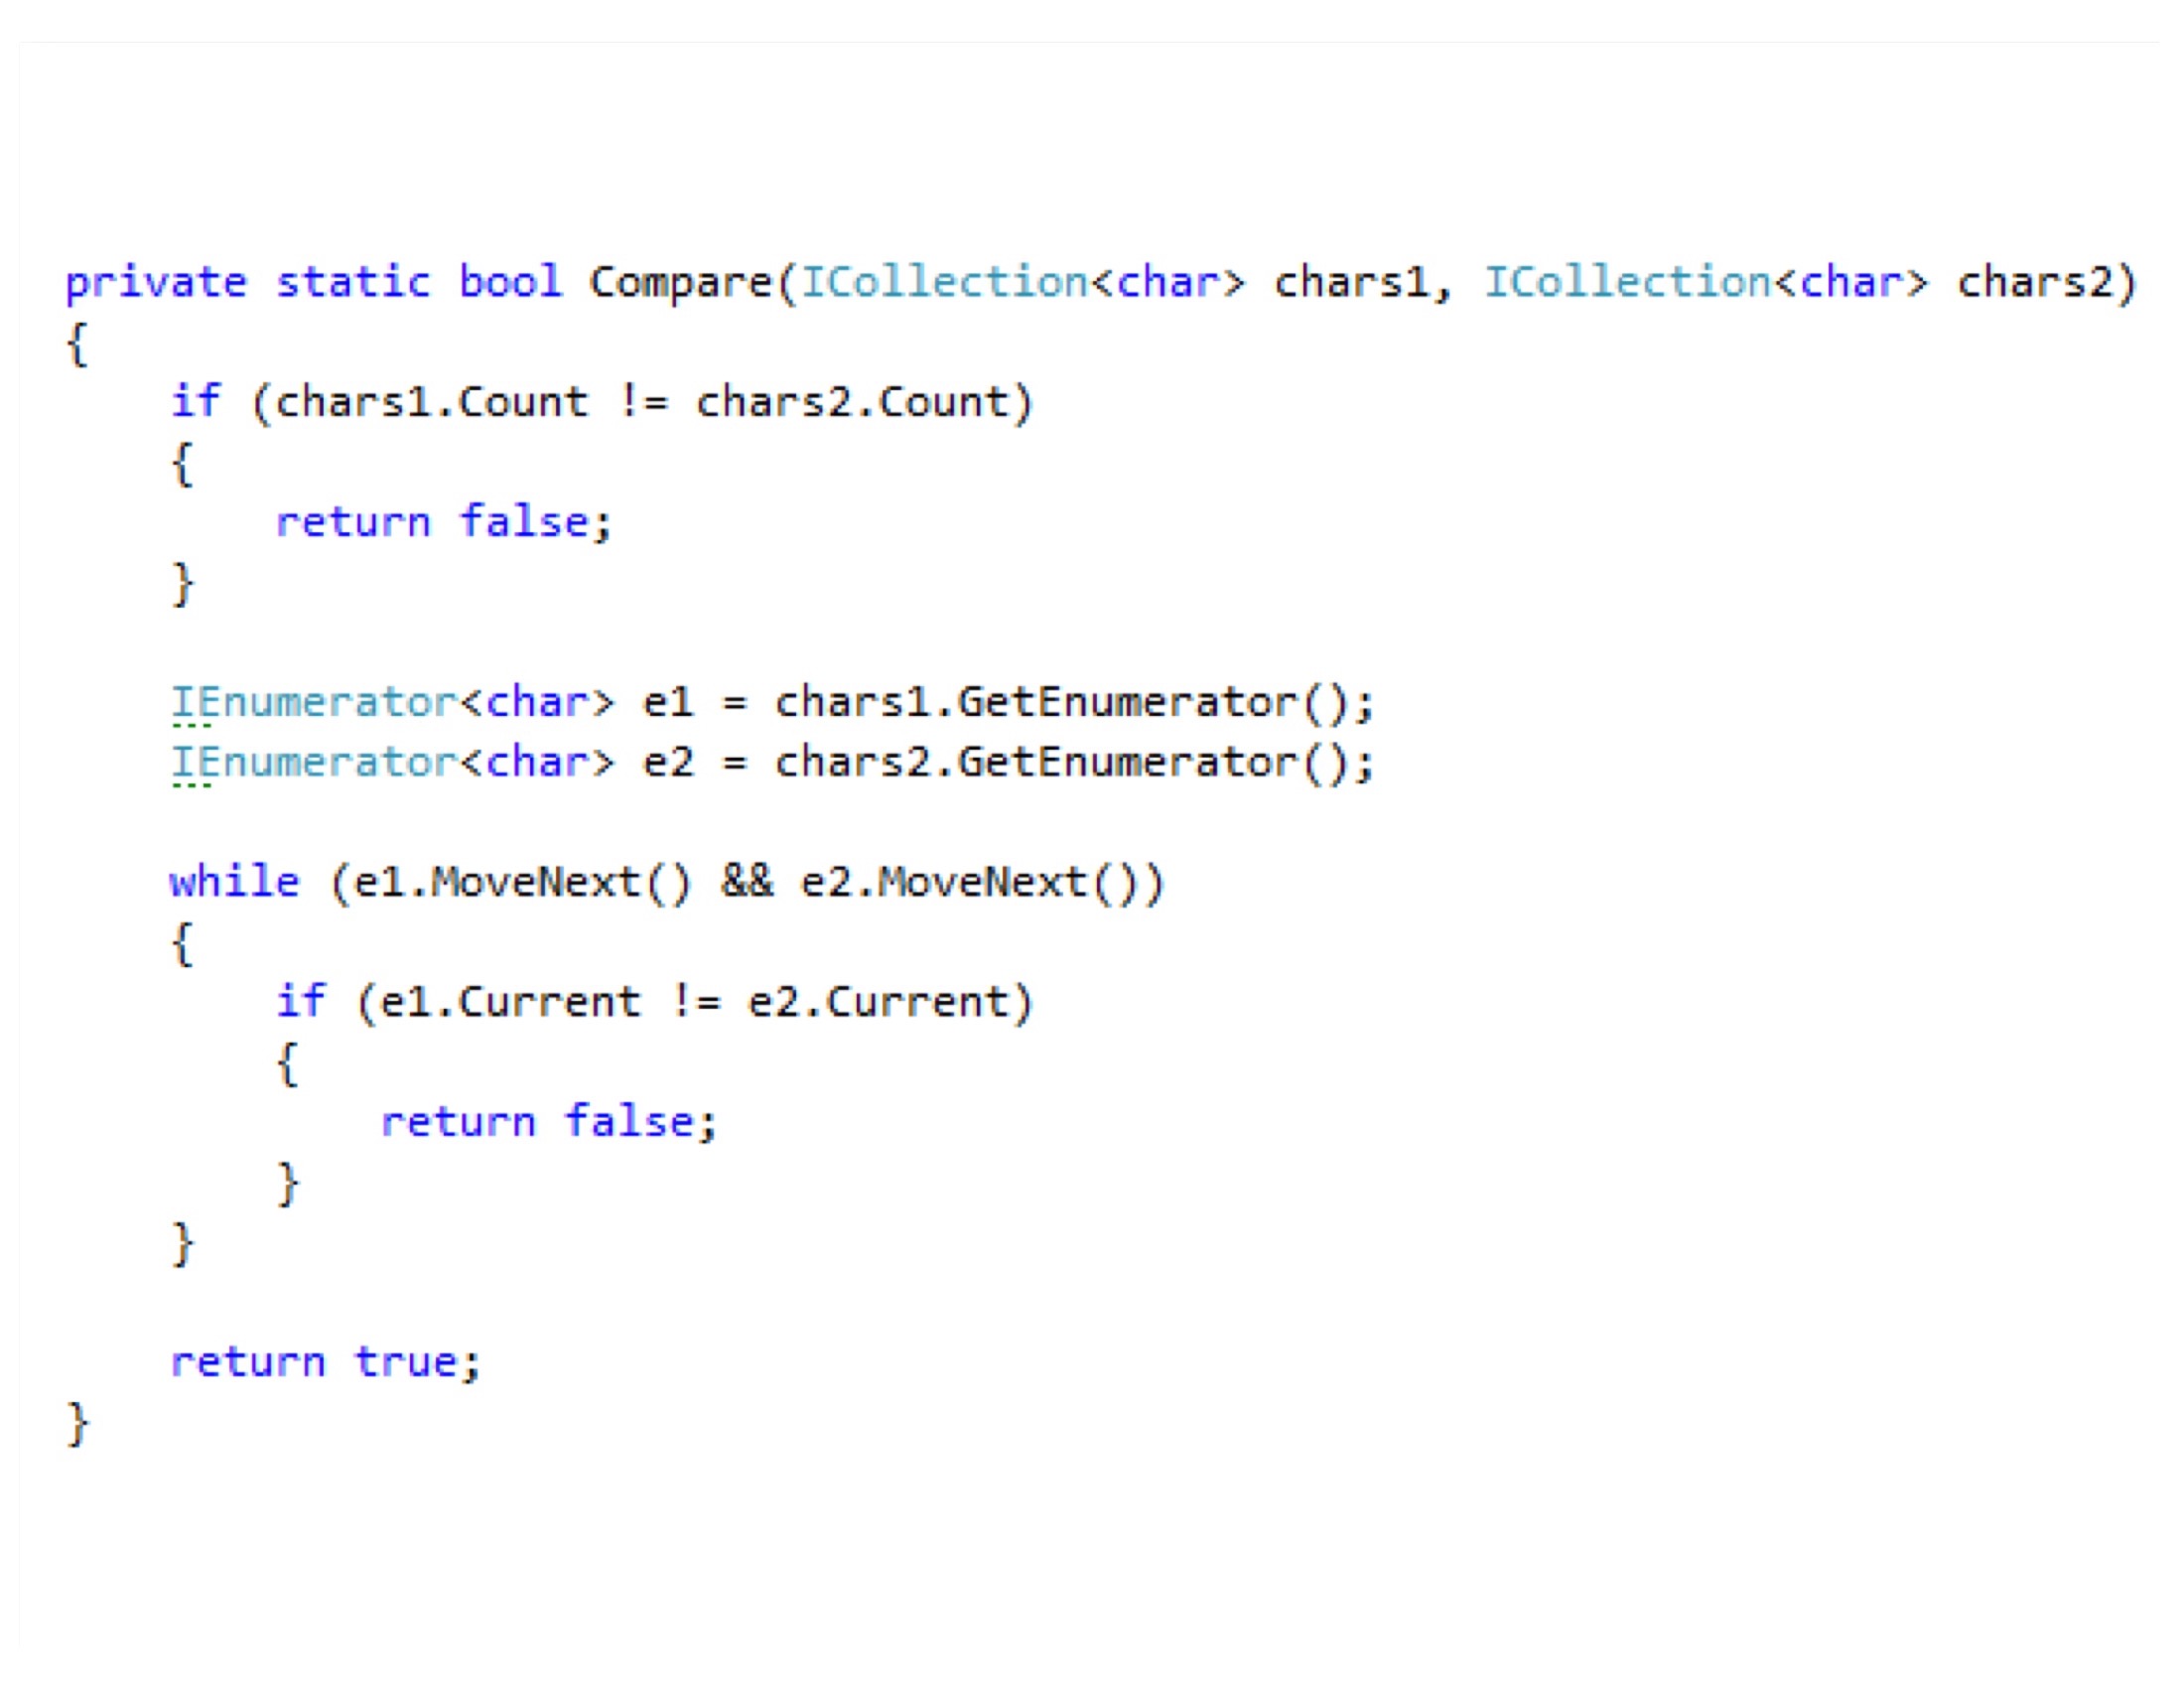 private static bool Compare(ICollection<char> chars1, ICollection<char> chars2)
{
    if (chars1.Count != chars2.Count)
    {
        return false;
    }

    IEnumerator<char> e1 = chars1.GetEnumerator();
    IEnumerator<char> e2 = chars2.GetEnumerator();

    while (e1.MoveNext() && e2.MoveNext())
    {
        if (e1.Current != e2.Current)
        {
            return false;
        }
    }

    return true;
}